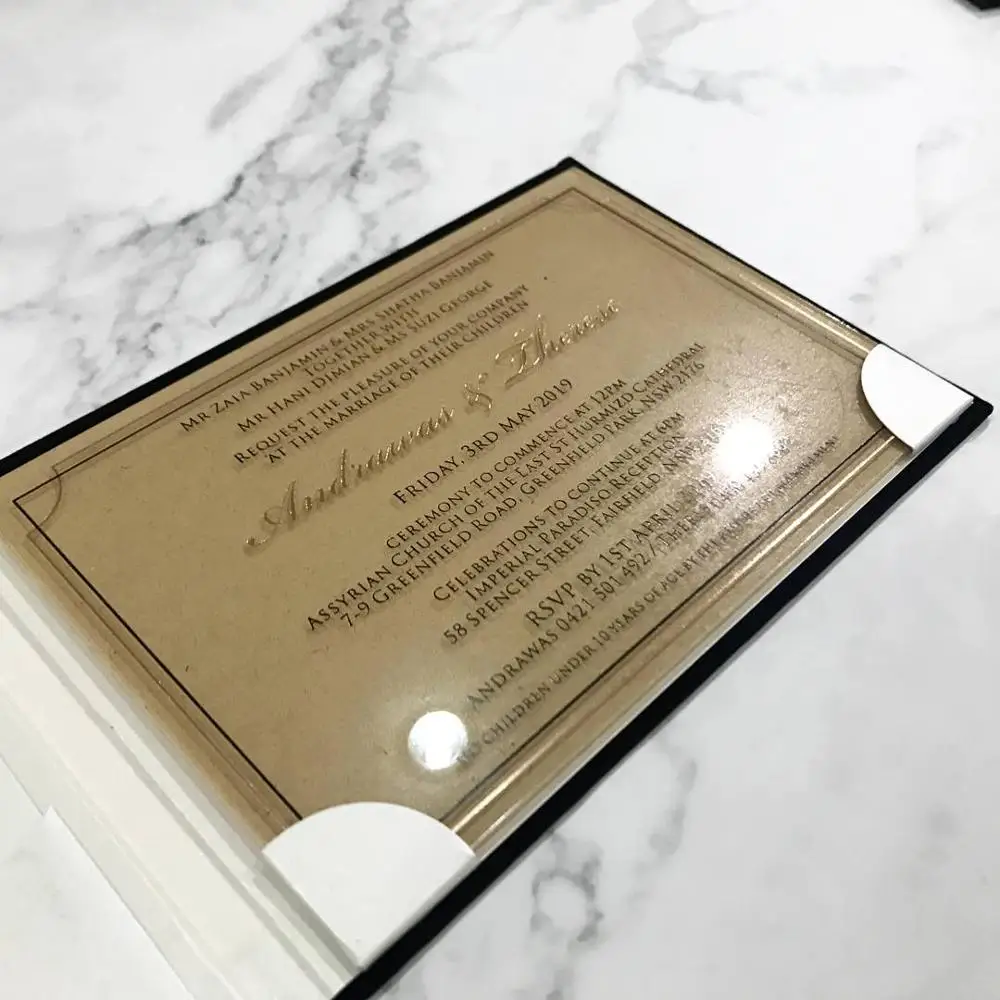 Mr Zaia Banjamin & Mrs Shatha Banjamin
together with
Mr Hani Dimian & Ms Suzi George
Request the pleasure of your company
at the marriage of their children
Andrawas &
Friday, 3rd May 2019
Ceremony to commence at 12pm
Assyrian Church of the East St Hurmizd Cathedral
7-9 Greenfield Road, Greenfield Park, NSW 2176
Celebrations to continue at 6pm
Imperial Paradiso Reception
58 Spencer Street Fairfield
RSVP by 1st April
Andrawas 0421 501 492 /
No children under 10 years of age by